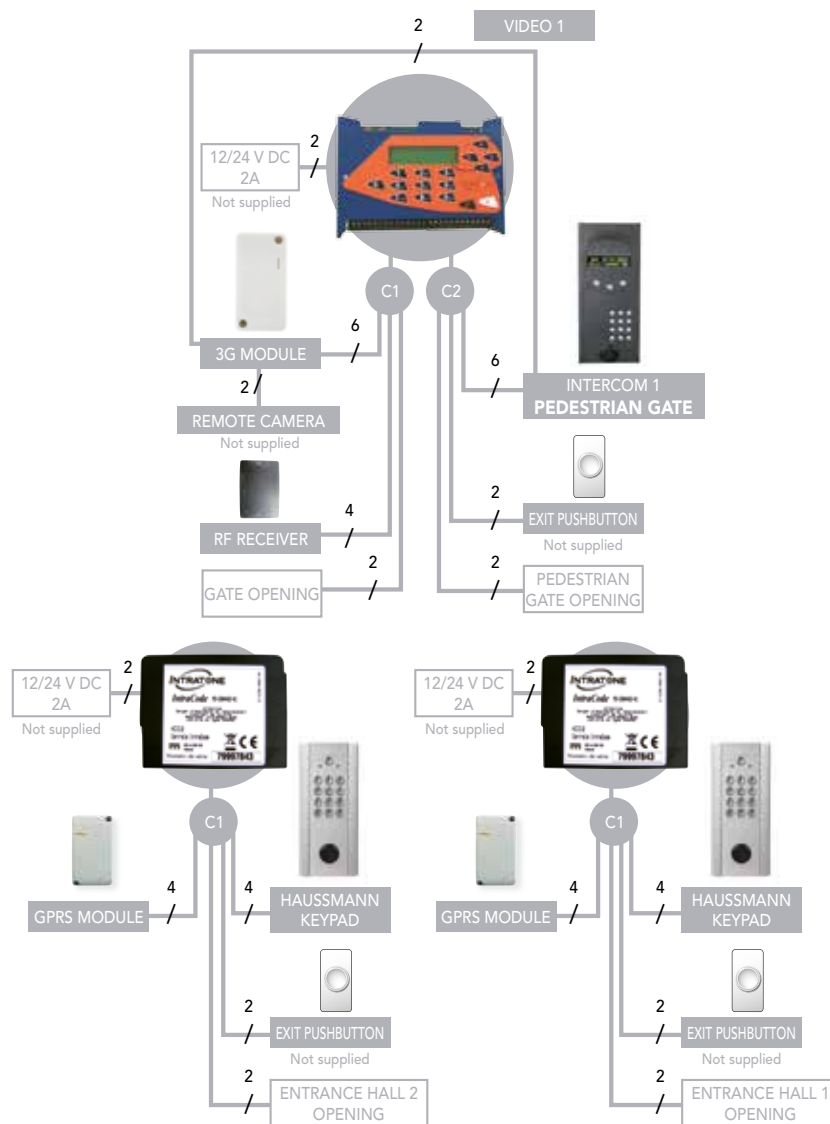 2
VIDEO 1
12/24 V DC
2A
2
Not supplied
C1
C2
6
3G MODULE
6
INTERCOM 1
PEDESTRIAN GATE
2
REMOTE CAMERA
Not supplied
4
RF RECEIVER
2
EXIT PUSHBUTTON
Not supplied
2
GATE OPENING
2
PEDESTRIAN
GATE OPENING
12/24 V DC
2A
2
Not supplied
INTRATONE
IntraCode
79997643
C1
4
GPRS MODULE
4
HAUSSMANN
KEYPAD
2
EXIT PUSHBUTTON
Not supplied
2
ENTRANCE HALL 2
OPENING
12/24 V DC
2A
2
Not supplied
INTRATONE
IntraCode
79997643
C1
4
GPRS MODULE
4
HAUSSMANN
KEYPAD
2
EXIT PUSHBUTTON
Not supplied
2
ENTRANCE HALL 1
OPENING